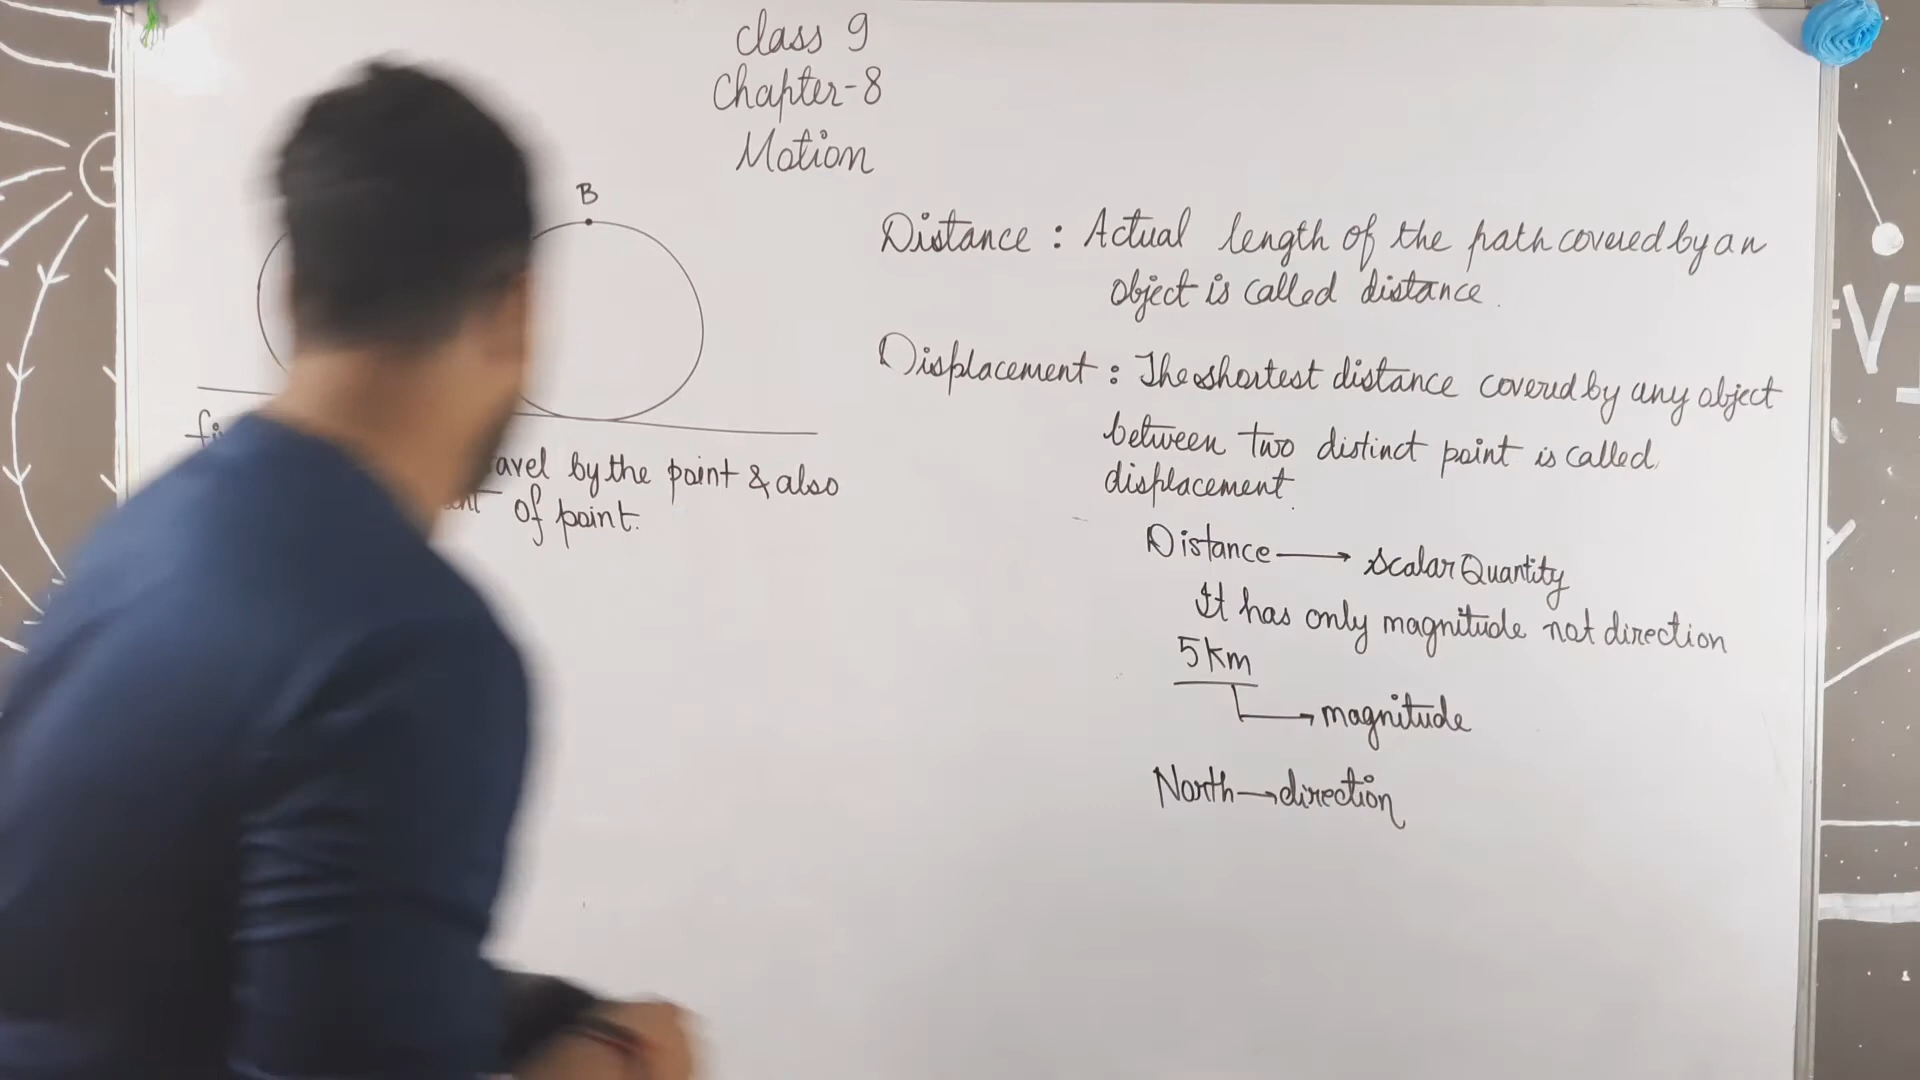 class 9
Chapter-8
Motion
B
avel by the point & also
of point.
Distance : Actual length of the path covered by an
object is called distance.
Displacement : The shortest distance covered by any object
between two distinct point is called
displacement.
Distance → scalar Quantity
It has only magnitude not direction
5 km
→ magnitude
North → direction